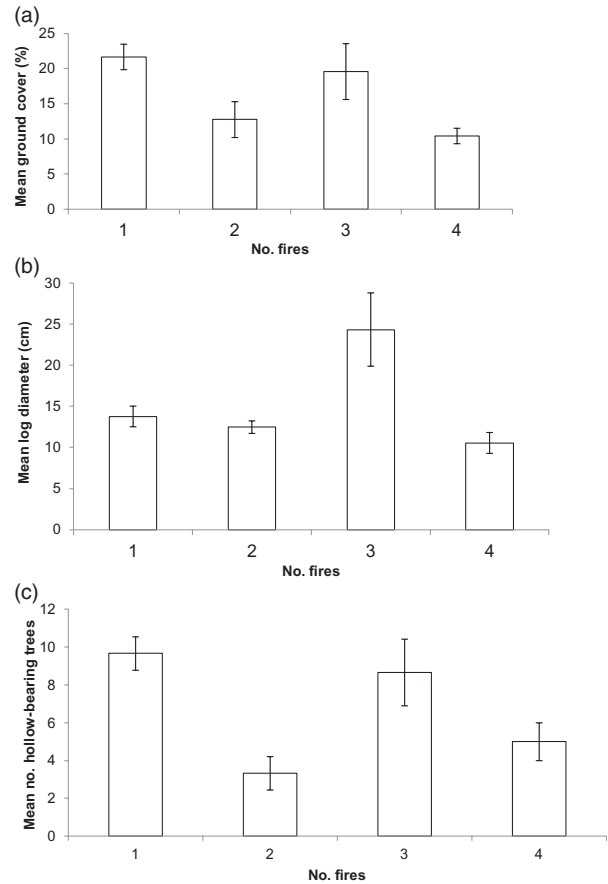 (a)
Mean ground cover (%)
25
20
15
10
5
0
1 2 3 4
No. fires
(b)
Mean log diameter (cm)
30
25
20
15
10
5
0
1 2 3 4
No. fires
(c)
Mean no. hollow-bearing trees
12
10
8
6
4
2
0
1 2 3 4
No. fires